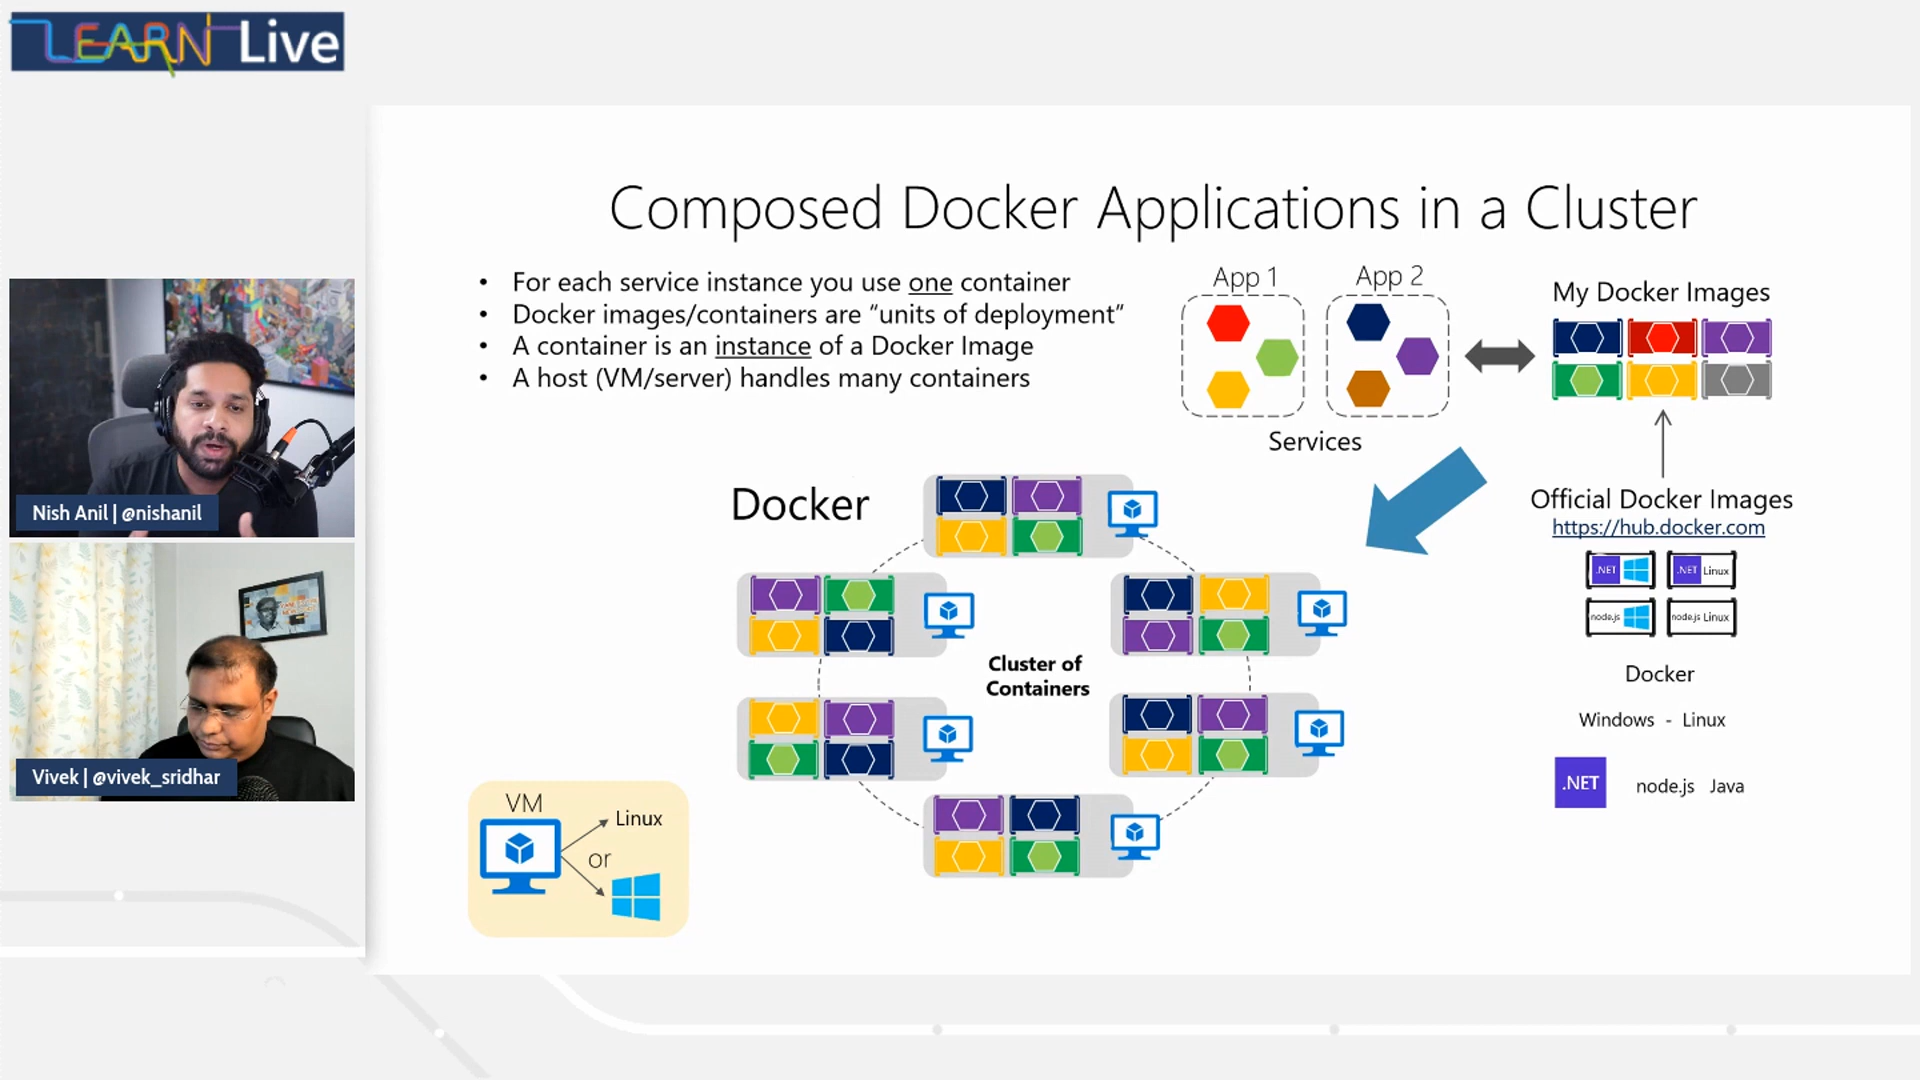 LEARN Live
Composed Docker Applications in a Cluster
• For each service instance you use one container
• Docker images/containers are “units of deployment”
• A container is an instance of a Docker Image
• A host (VM/server) handles many containers
App 1
App 2
Services
My Docker Images
Official Docker Images
https://hub.docker.com
.NET
.NET Linux
node.js
node.js Linux
Docker
Windows - Linux
.NET node.js Java
Docker
Cluster of
Containers
VM
Linux
or
Nish Anil | @nishanil
Vivek | @vivek_sridhar